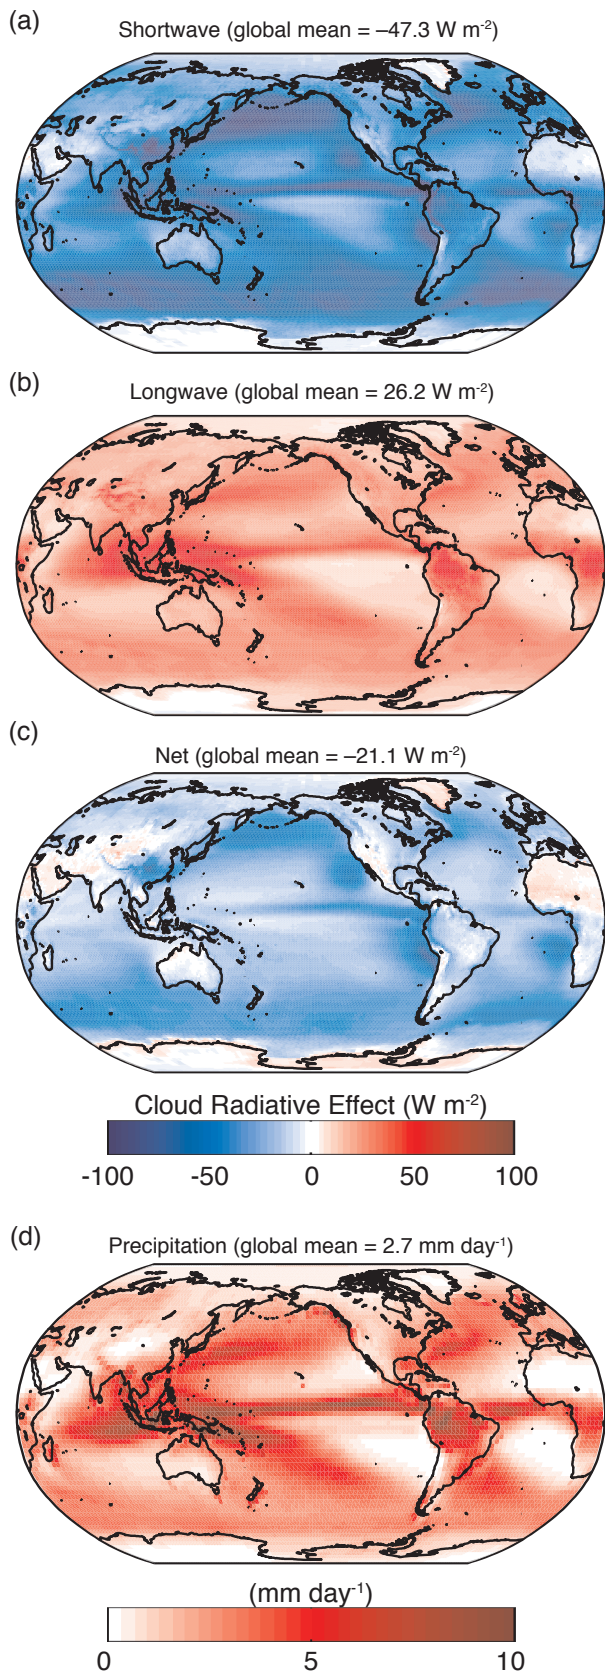 (a)
Shortwave (global mean = –47.3 W m⁻²)
(b)
Longwave (global mean = 26.2 W m⁻²)
(c)
Net (global mean = –21.1 W m⁻²)
Cloud Radiative Effect (W m⁻²)
-100 -50 0 50 100
(d)
Precipitation (global mean = 2.7 mm day⁻¹)
(mm day⁻¹)
0 5 10